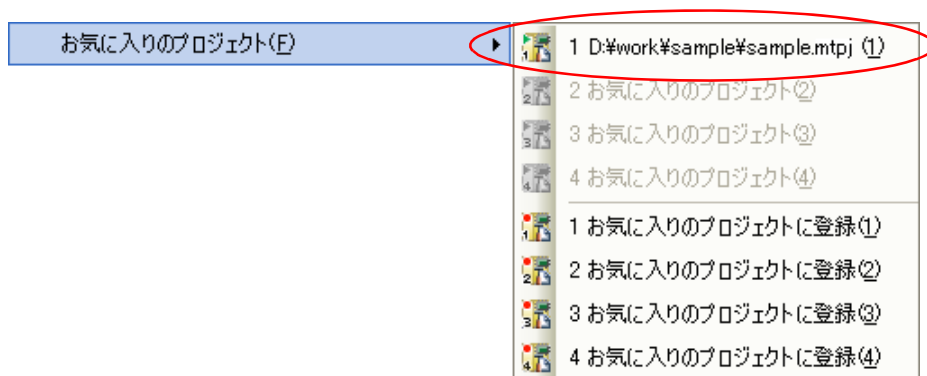 お気に入りのプロジェクト(F)
1 D:¥work¥sample¥sample.mtpj (1)
2 お気に入りのプロジェクト(2)
3 お気に入りのプロジェクト(3)
4 お気に入りのプロジェクト(4)
1 お気に入りのプロジェクトに登録(1)
2 お気に入りのプロジェクトに登録(2)
3 お気に入りのプロジェクトに登録(3)
4 お気に入りのプロジェクトに登録(4)